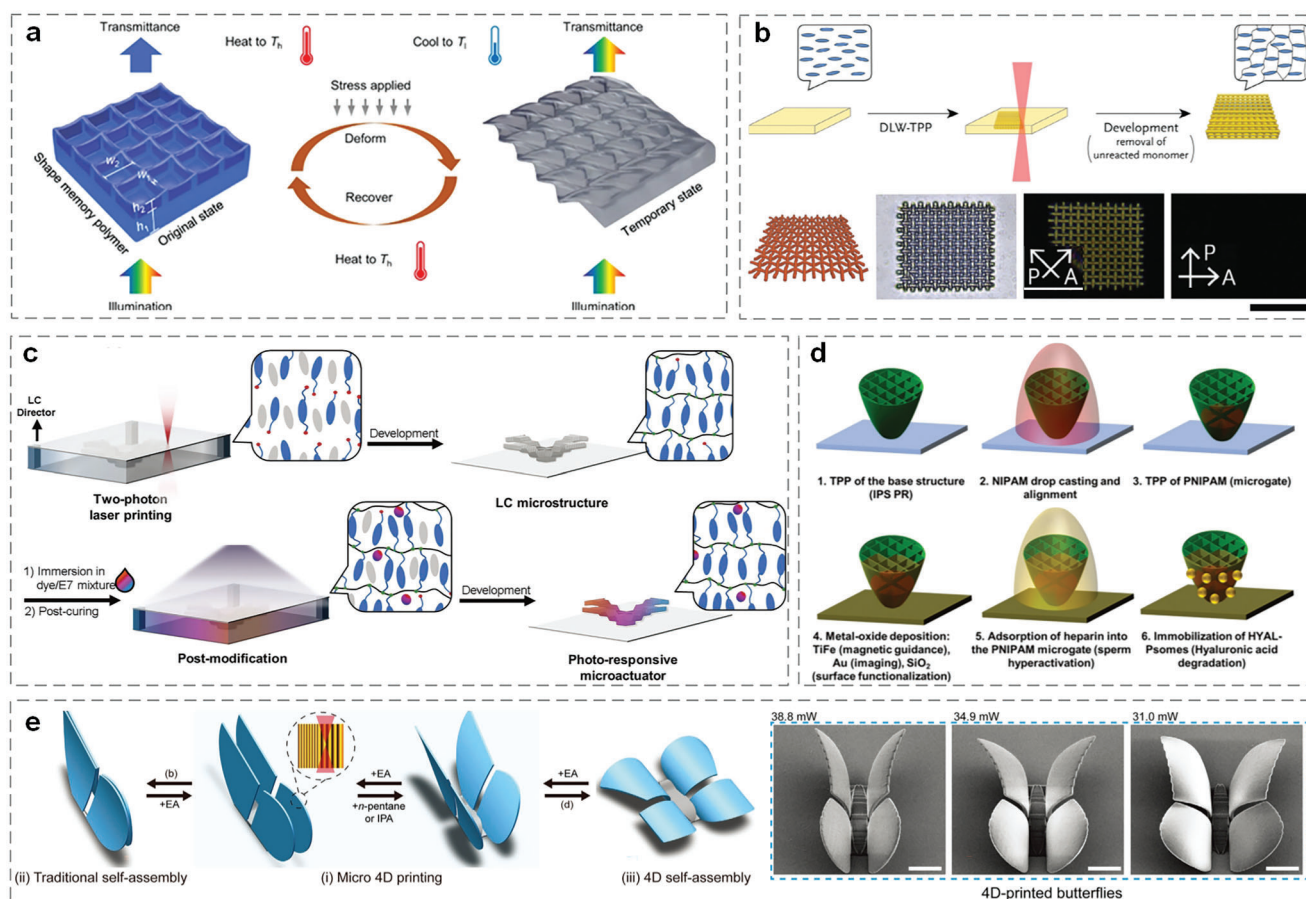 a
Transmittance
Heat to Th
Cool to Tl
Transmittance
Stress applied
Deform
Recover
w2
w1
h2
h1
Shape memory polymer
Original state
Temporary state
Heat to Th
Illumination
Illumination
b
DLW-TPP
Development
removal of
unreacted monomer
P A
P
A
c
LC
Director
Development
Two-photon
laser printing
LC microstructure
1) Immersion in
dye/E7 mixture
2) Post-curing
Development
Post-modification
Photo-responsive
microactuator
d
1. TPP of the base structure
(IPS PR)
2. NIPAM drop casting and
alignment
3. TPP of PNIPAM (microgate)
4. Metal-oxide deposition:
TiFe (magnetic guidance),
Au (imaging), SiO2
(surface functionalization)
5. Adsorption of heparin into
the PNIPAM microgate (sperm
hyperactivation)
6. Immobilization of HYAL-
Psomes (Hyaluronic acid
degradation)
e
(b)
+EA
+EA
+n-pentane
or IPA
+EA
(d)
(ii) Traditional self-assembly
(i) Micro 4D printing
(iii) 4D self-assembly
38.8 mW
34.9 mW
31.0 mW
4D-printed butterflies